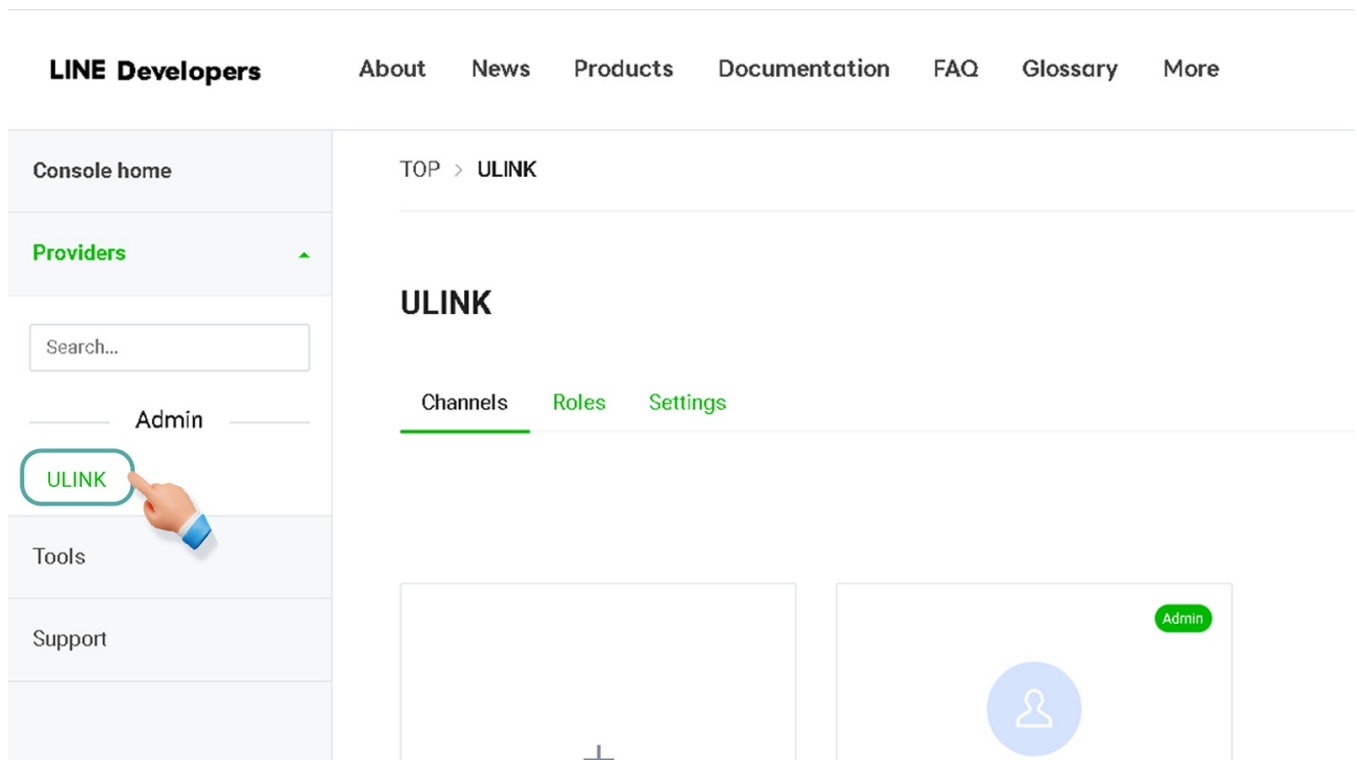 LINE Developers About News Products Documentation FAQ Glossary More
Console home
TOP > ULINK
Providers
ULINK
Search...
Channels Roles Settings
Admin
ULINK
Tools
Support
Admin